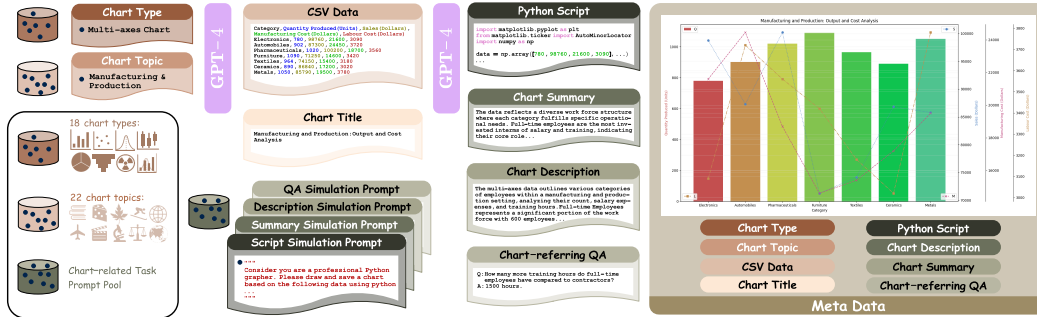 Chart Type
Multi-axes Chart
Chart Topic
Manufacturing &
Production
18 chart types:
22 chart topics:
Chart-related Task
Prompt Pool
GPT-4
CSV Data
Category, Quantity Produced(Units), Sales(Dollars),
Manufacturing Cost(Dollars), Labour Cost(Dollars)
Electronics, 780, 98760, 21600, 3090
Automobiles, 902, 87300, 24450, 3720
Pharmaceuticals, 1020, 100200, 18700, 3560
Furniture, 1090, 71250, 14600, 3420
Textiles, 964, 74150, 15400, 3180
Ceramics, 890, 86840, 17200, 3020
Metals, 1050, 85790, 19500, 3780
Chart Title
Manufacturing and Production: Output and Cost
Analysis
QA Simulation Prompt
Description Simulation Prompt
Summary Simulation Prompt
Script Simulation Prompt
"""
Consider you are a professional Python
grapher. Please draw and save a chart
based on the following data using python
...
"""
GPT-4
Python Script
import matplotlib.pyplot as plt
from matplotlib.ticker import AutoMinorLocator
import numpy as np
data = np.array([780, 98760, 21600, 3090], ...)
...
Chart Summary
The data reflects a diverse work force structure
where each category fulfills specific operatio-
nal needs. Full-time employees are the most inv-
ested interms of salary and training, indicating
their core role...
Chart Description
The multi-axes data outlines various categories
of employees within a manufacturing and produc-
tion setting, analysing their count, salary exp-
enses, and training hours. Full-time Employees
represents a significant portion of the work
force with 600 employees...
Chart-referring QA
Q: How many more training hours do full-time
employees have compared to contractors?
A: 1500 hours.
Manufacturing and Production: Output and Cost Analysis
Quantity Produced (Units)
Electronics
Automobiles
Pharmaceuticals
Furniture
Textiles
Ceramics
Metals
Category
Chart Type
Python Script
Chart Topic
Chart Description
CSV Data
Chart Summary
Chart Title
Chart-referring QA
Meta Data